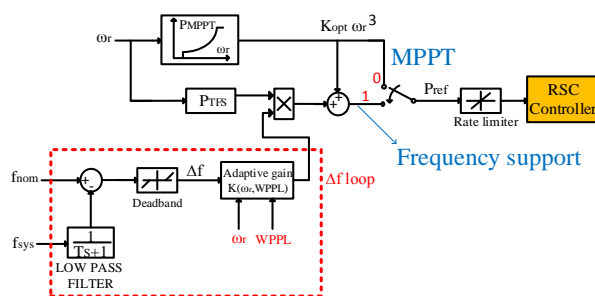 PMPPT
ωr
ωr
Kopt ωr3
MPPT
0
1
PTFS
Pref
Rate limiter
RSC
Controller
Frequency support
fnom
+
-
Deadband
Δf
Adaptive gain
K(ωr,WPPL)
Δf loop
ωr WPPL
fsys
1
Ts+1
LOW PASS
FILTER
+
+